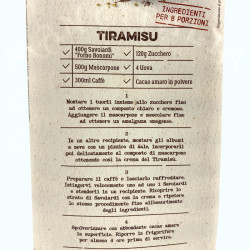 INGREDIENTI
PER 8 PORZIONI
TIRAMISU
400g Savoiardi
"Forno Bonomi"
120g Zucchero
500g Mascarpone
4 Uova
300ml Caffè
Cacao amaro in polvere
1
Montare i tuorli insieme allo zucchero fino
ad ottenere un composto chiaro e cremoso.
Aggiungere il mascarpone e mescolare fino
ad ottenere un amalgama omogeneo.
2
In un altro recipiente, montare gli albumi
a neve con un pizzico di sale, incorporarli
poi delicatamente al composto di mascarpone
ottenendo così la crema del Tiramisu.
3
Preparare il caffè e lasciarlo raffreddare.
Intingervi velocemente uno ad uno i Savoiardi
e stenderli in un recipiente. Ricoprire lo
strato di Savoiardi con la crema e ripetere
lo stesso procedimento fino all'esaurimento
degli ingredienti.
4
Spolverizzare con abbondante cacao amaro
la superficie. Riporre in frigorifero
per almeno 4 ore prima di servire.